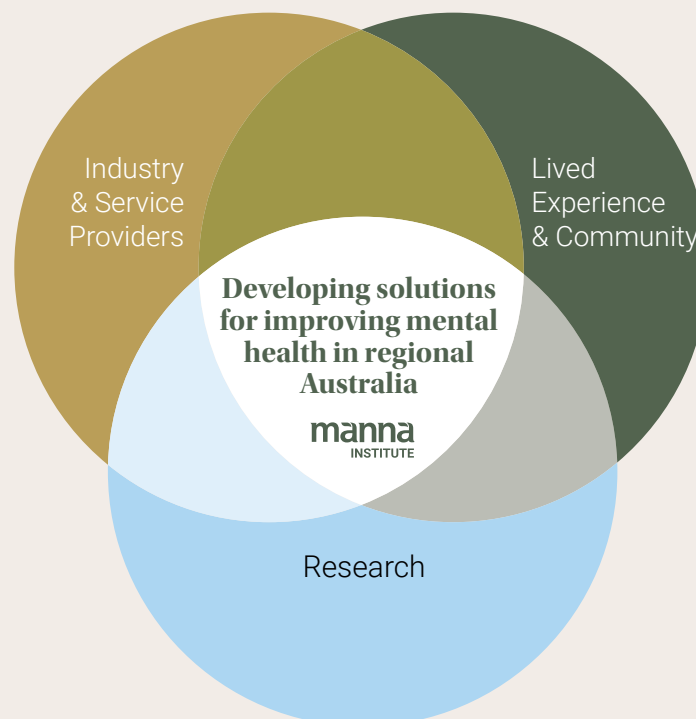 Industry
& Service
Providers
Lived
Experience
& Community
Developing solutions
for improving mental
health in regional
Australia
manna
INSTITUTE
Research